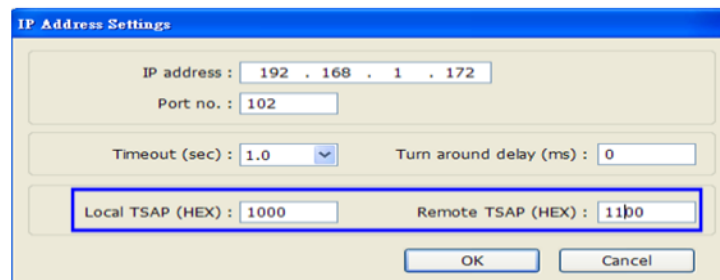 IP Address Settings
IP address : 192 . 168 . 1 . 172
Port no. : 102
Timeout (sec) : 1.0 Turn around delay (ms) : 0
Local TSAP (HEX) : 1000 Remote TSAP (HEX) : 1100
OK Cancel